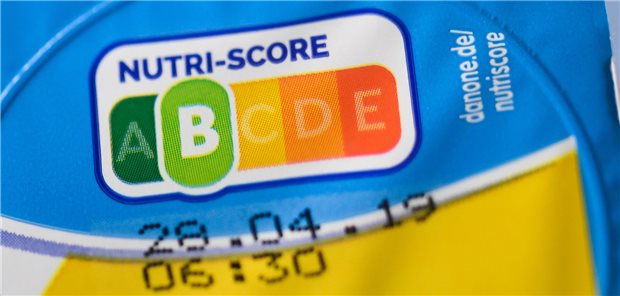 NUTRI-SCORE
A B C D E
danone.de/
nutriscore
28.04.19
06:30